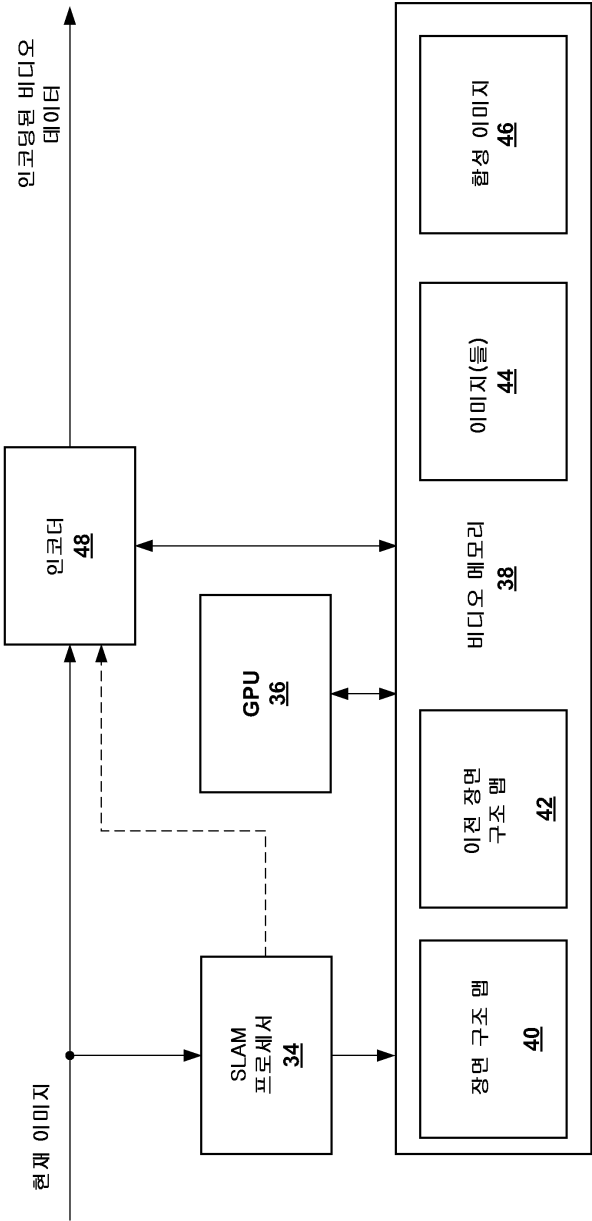 현재 이미지
인코더
48
인코딩된 비디오
데이터
SLAM
프로세서
34
GPU
36
장면 구조 맵
40
이전 장면
구조 맵
42
비디오 메모리
38
이미지(들)
44
합성 이미지
46